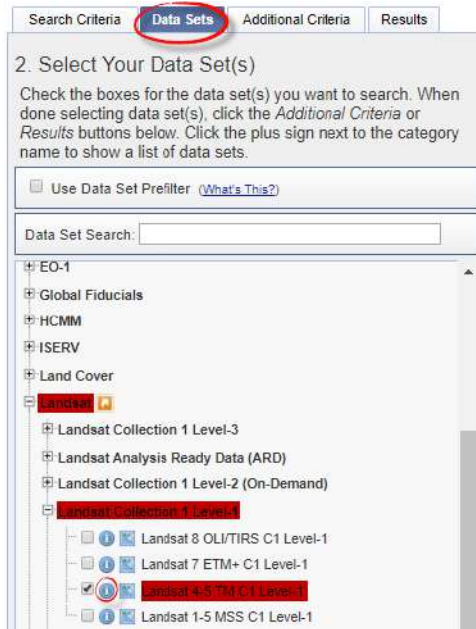 Search Criteria Data Sets Additional Criteria Results
2. Select Your Data Set(s)
Check the boxes for the data set(s) you want to search. When
done selecting data set(s), click the Additional Criteria or
Results buttons below. Click the plus sign next to the category
name to show a list of data sets.
Use Data Set Prefilter (What's This?)
Data Set Search:
EO-1
Global Fiducials
HCMM
ISERV
Land Cover
Landsat
Landsat Collection 1 Level-3
Landsat Analysis Ready Data (ARD)
Landsat Collection 1 Level-2 (On-Demand)
Landsat Collection 1 Level-1
Landsat 8 OLI/TIRS C1 Level-1
Landsat 7 ETM+ C1 Level-1
Landsat 4-5 TM C1 Level-1
Landsat 1-5 MSS C1 Level-1